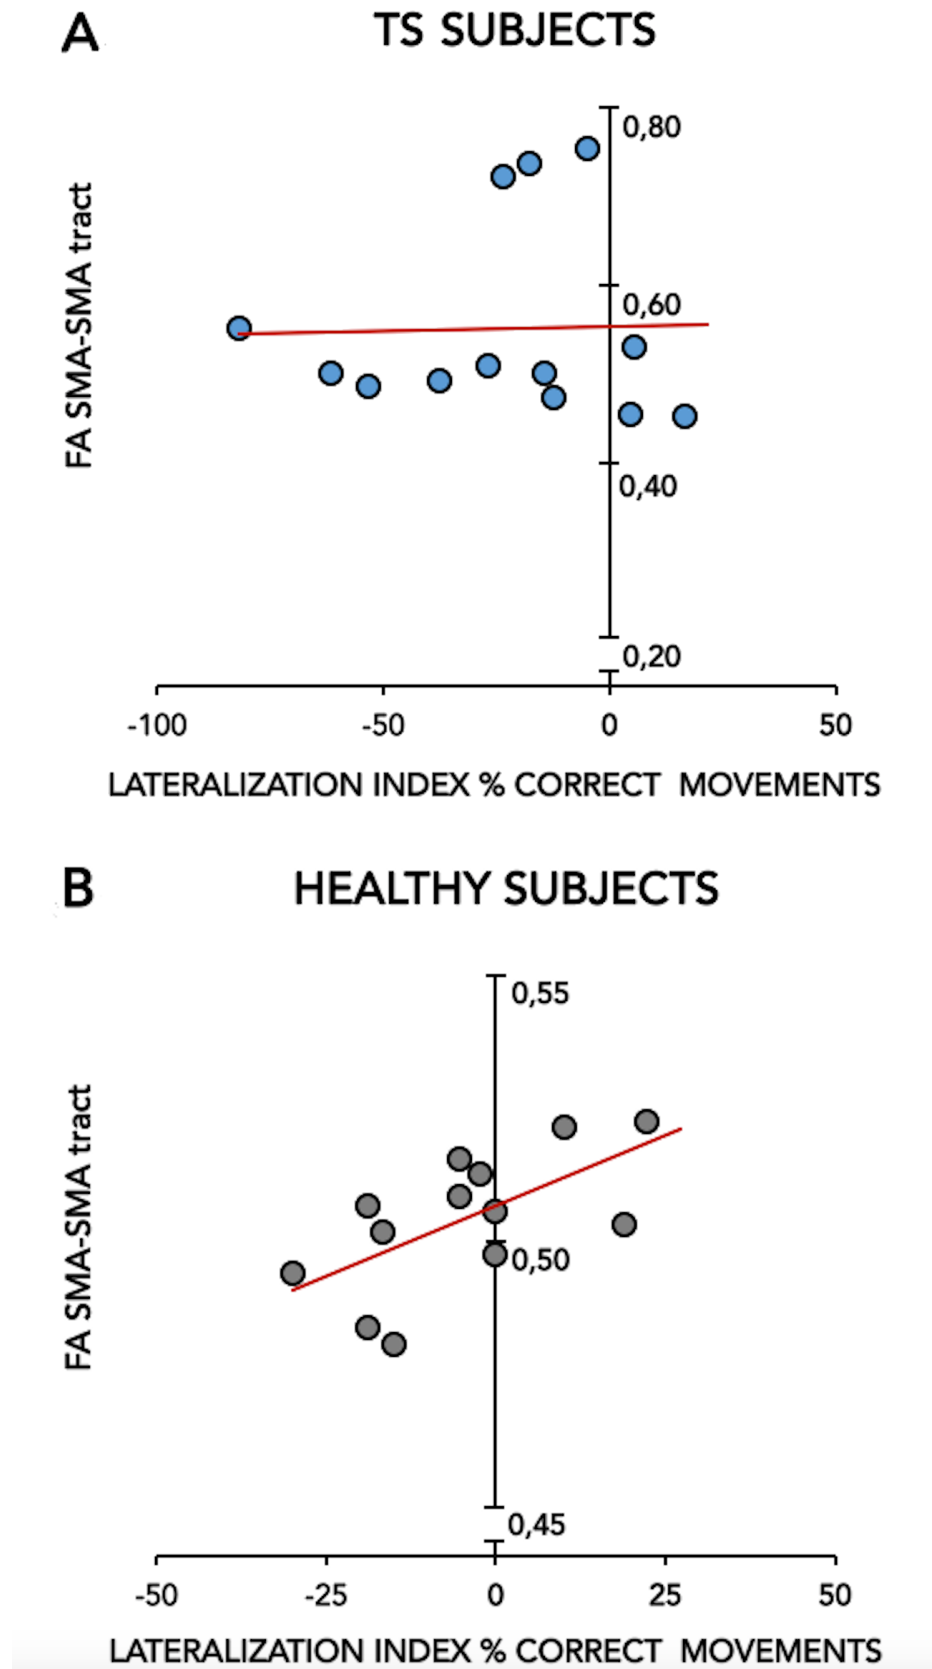 A
TS SUBJECTS
FA SMA-SMA tract
0,80
0,60
0,40
0,20
-100
-50
0
50
LATERALIZATION INDEX % CORRECT MOVEMENTS
B
HEALTHY SUBJECTS
FA SMA-SMA tract
0,55
0,50
0,45
-50
-25
0
25
50
LATERALIZATION INDEX % CORRECT MOVEMENTS